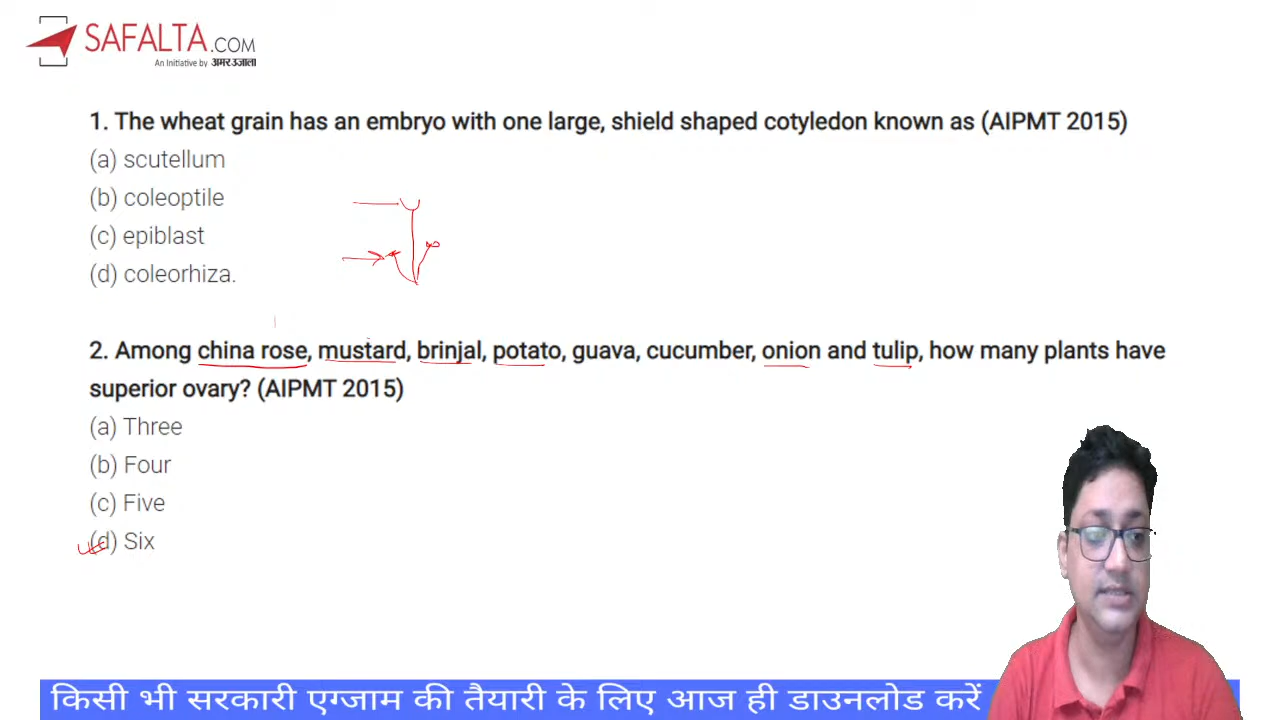 SAFALTA.COM
An Initiative by अमर उजाला
1. The wheat grain has an embryo with one large, shield shaped cotyledon known as (AIPMT 2015)
(a) scutellum
(b) coleoptile
(c) epiblast
(d) coleorhiza.
2. Among china rose, mustard, brinjal, potato, guava, cucumber, onion and tulip, how many plants have
superior ovary? (AIPMT 2015)
(a) Three
(b) Four
(c) Five
(d) Six
किसी भी सरकारी एग्जाम की तैयारी के लिए आज ही डाउनलोड करें